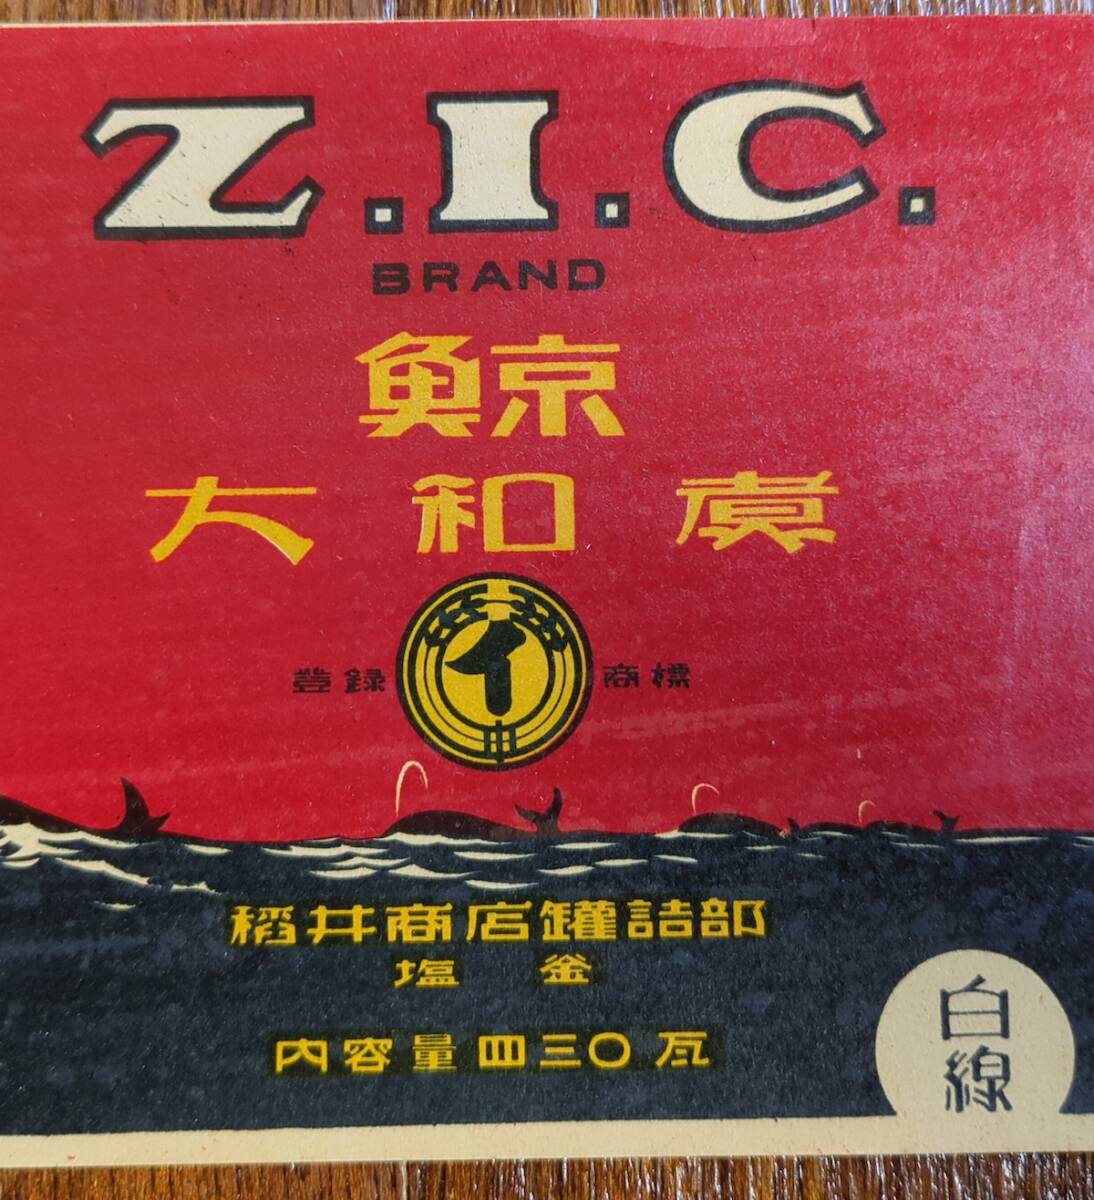 Z.I.C.
BRAND
鯨
大和煮
登録 イ 商標
稲井商店罐詰部
塩釜
内容量四三〇瓦
白線